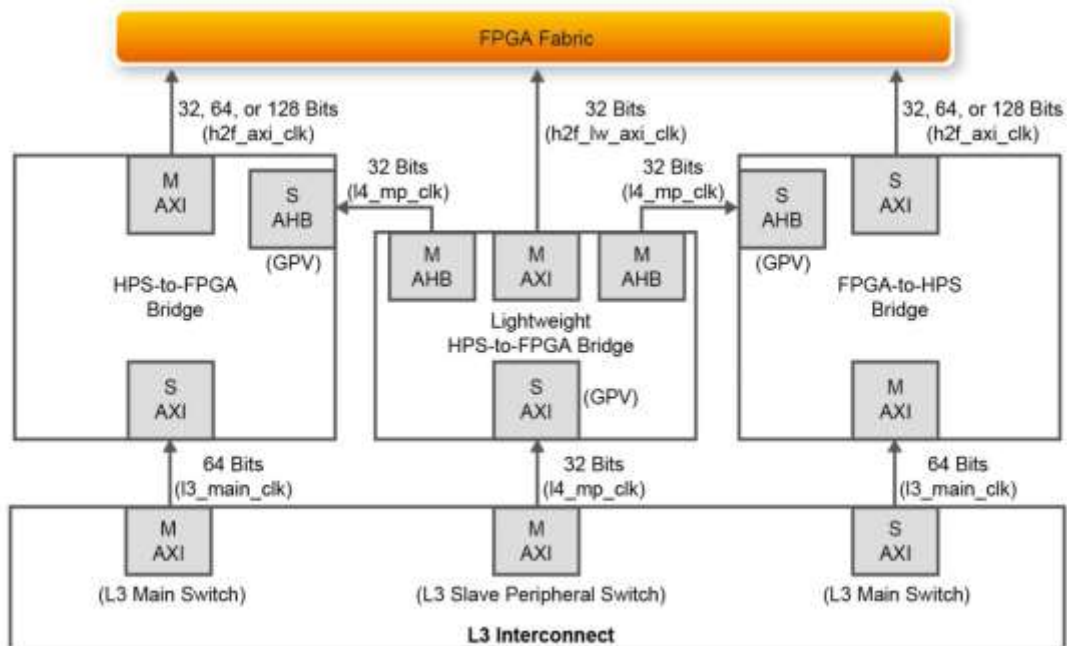 FPGA Fabric
32, 64, or 128 Bits
(h2f_axi_clk)
32 Bits
(h2f_lw_axi_clk)
32, 64, or 128 Bits
(h2f_axi_clk)
M
AXI
S
AHB
(GPV)
HPS-to-FPGA
Bridge
S
AXI
32 Bits
(l4_mp_clk)
32 Bits
(l4_mp_clk)
M
AHB
M
AXI
M
AHB
Lightweight
HPS-to-FPGA Bridge
S
AXI
(GPV)
S
AHB
(GPV)
S
AXI
FPGA-to-HPS
Bridge
M
AXI
64 Bits
(l3_main_clk)
32 Bits
(l4_mp_clk)
64 Bits
(l3_main_clk)
M
AXI
(L3 Main Switch)
M
AXI
(L3 Slave Peripheral Switch)
S
AXI
(L3 Main Switch)
L3 Interconnect